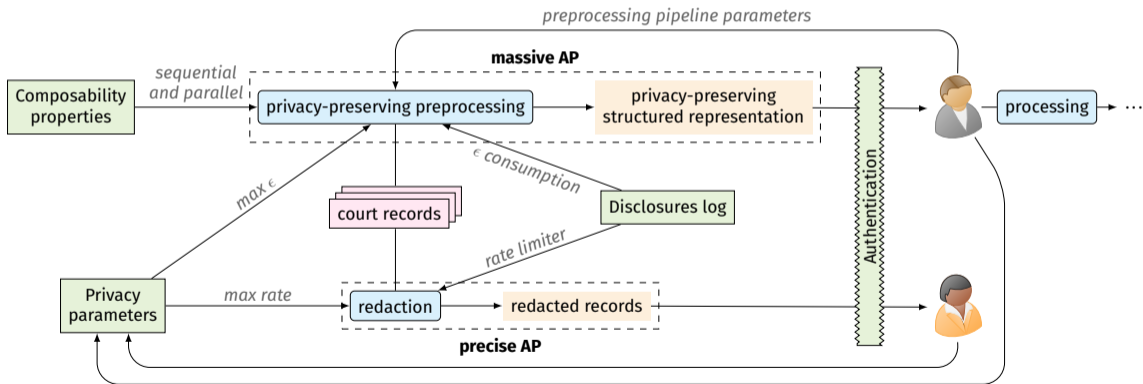 preprocessing pipeline parameters
massive AP
sequential
and parallel
Composability
properties
privacy-preserving preprocessing
privacy-preserving
structured representation
processing
...
ϵ consumption
max ϵ
Authentication
court records
Disclosures log
rate limiter
Privacy
parameters
max rate
redaction
redacted records
precise AP